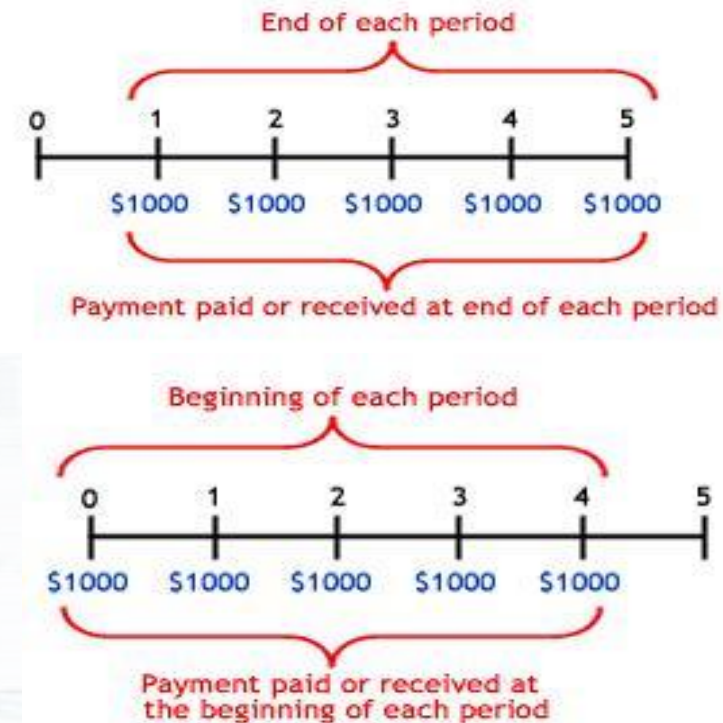 End of each period
0 1 2 3 4 5
$1000 $1000 $1000 $1000 $1000
Payment paid or received at end of each period
Beginning of each period
0 1 2 3 4 5
$1000 $1000 $1000 $1000 $1000
Payment paid or received at
the beginning of each period